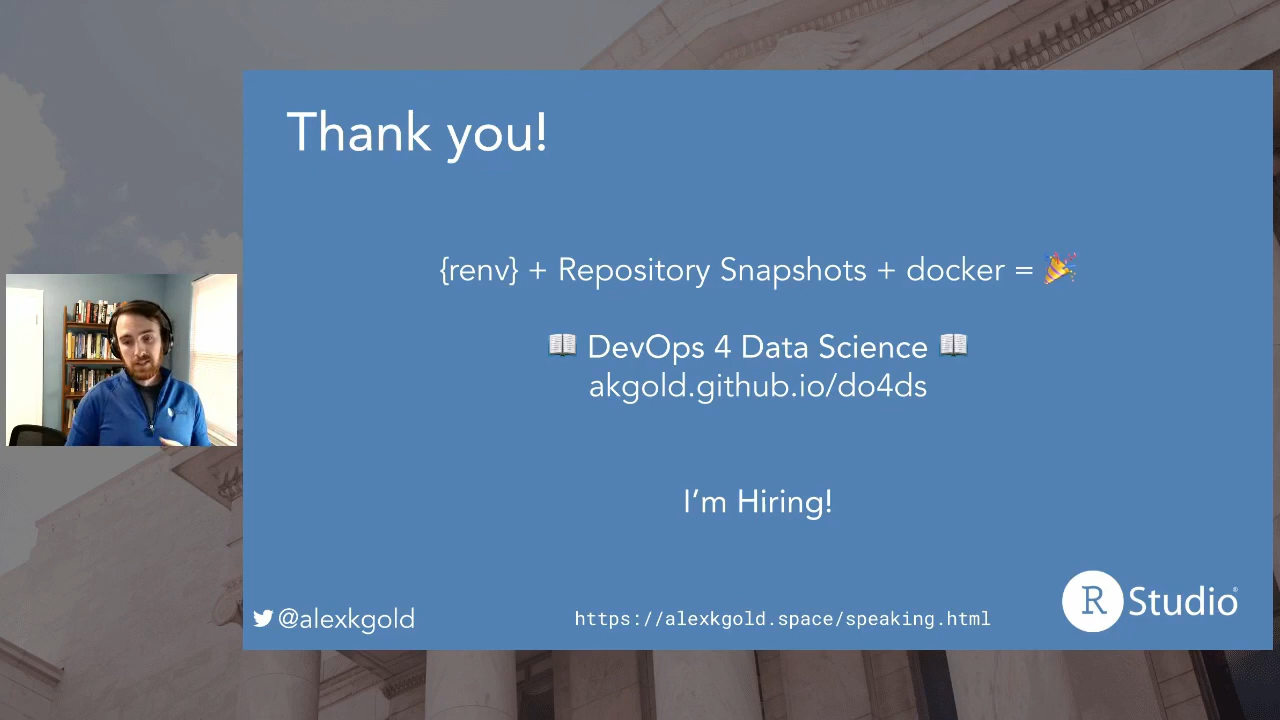 Thank you!
{renv} + Repository Snapshots + docker = 🎉
📖 DevOps 4 Data Science 📖
akgold.github.io/do4ds
I’m Hiring!
@alexkgold
https://alexkgold.space/speaking.html
R Studio®